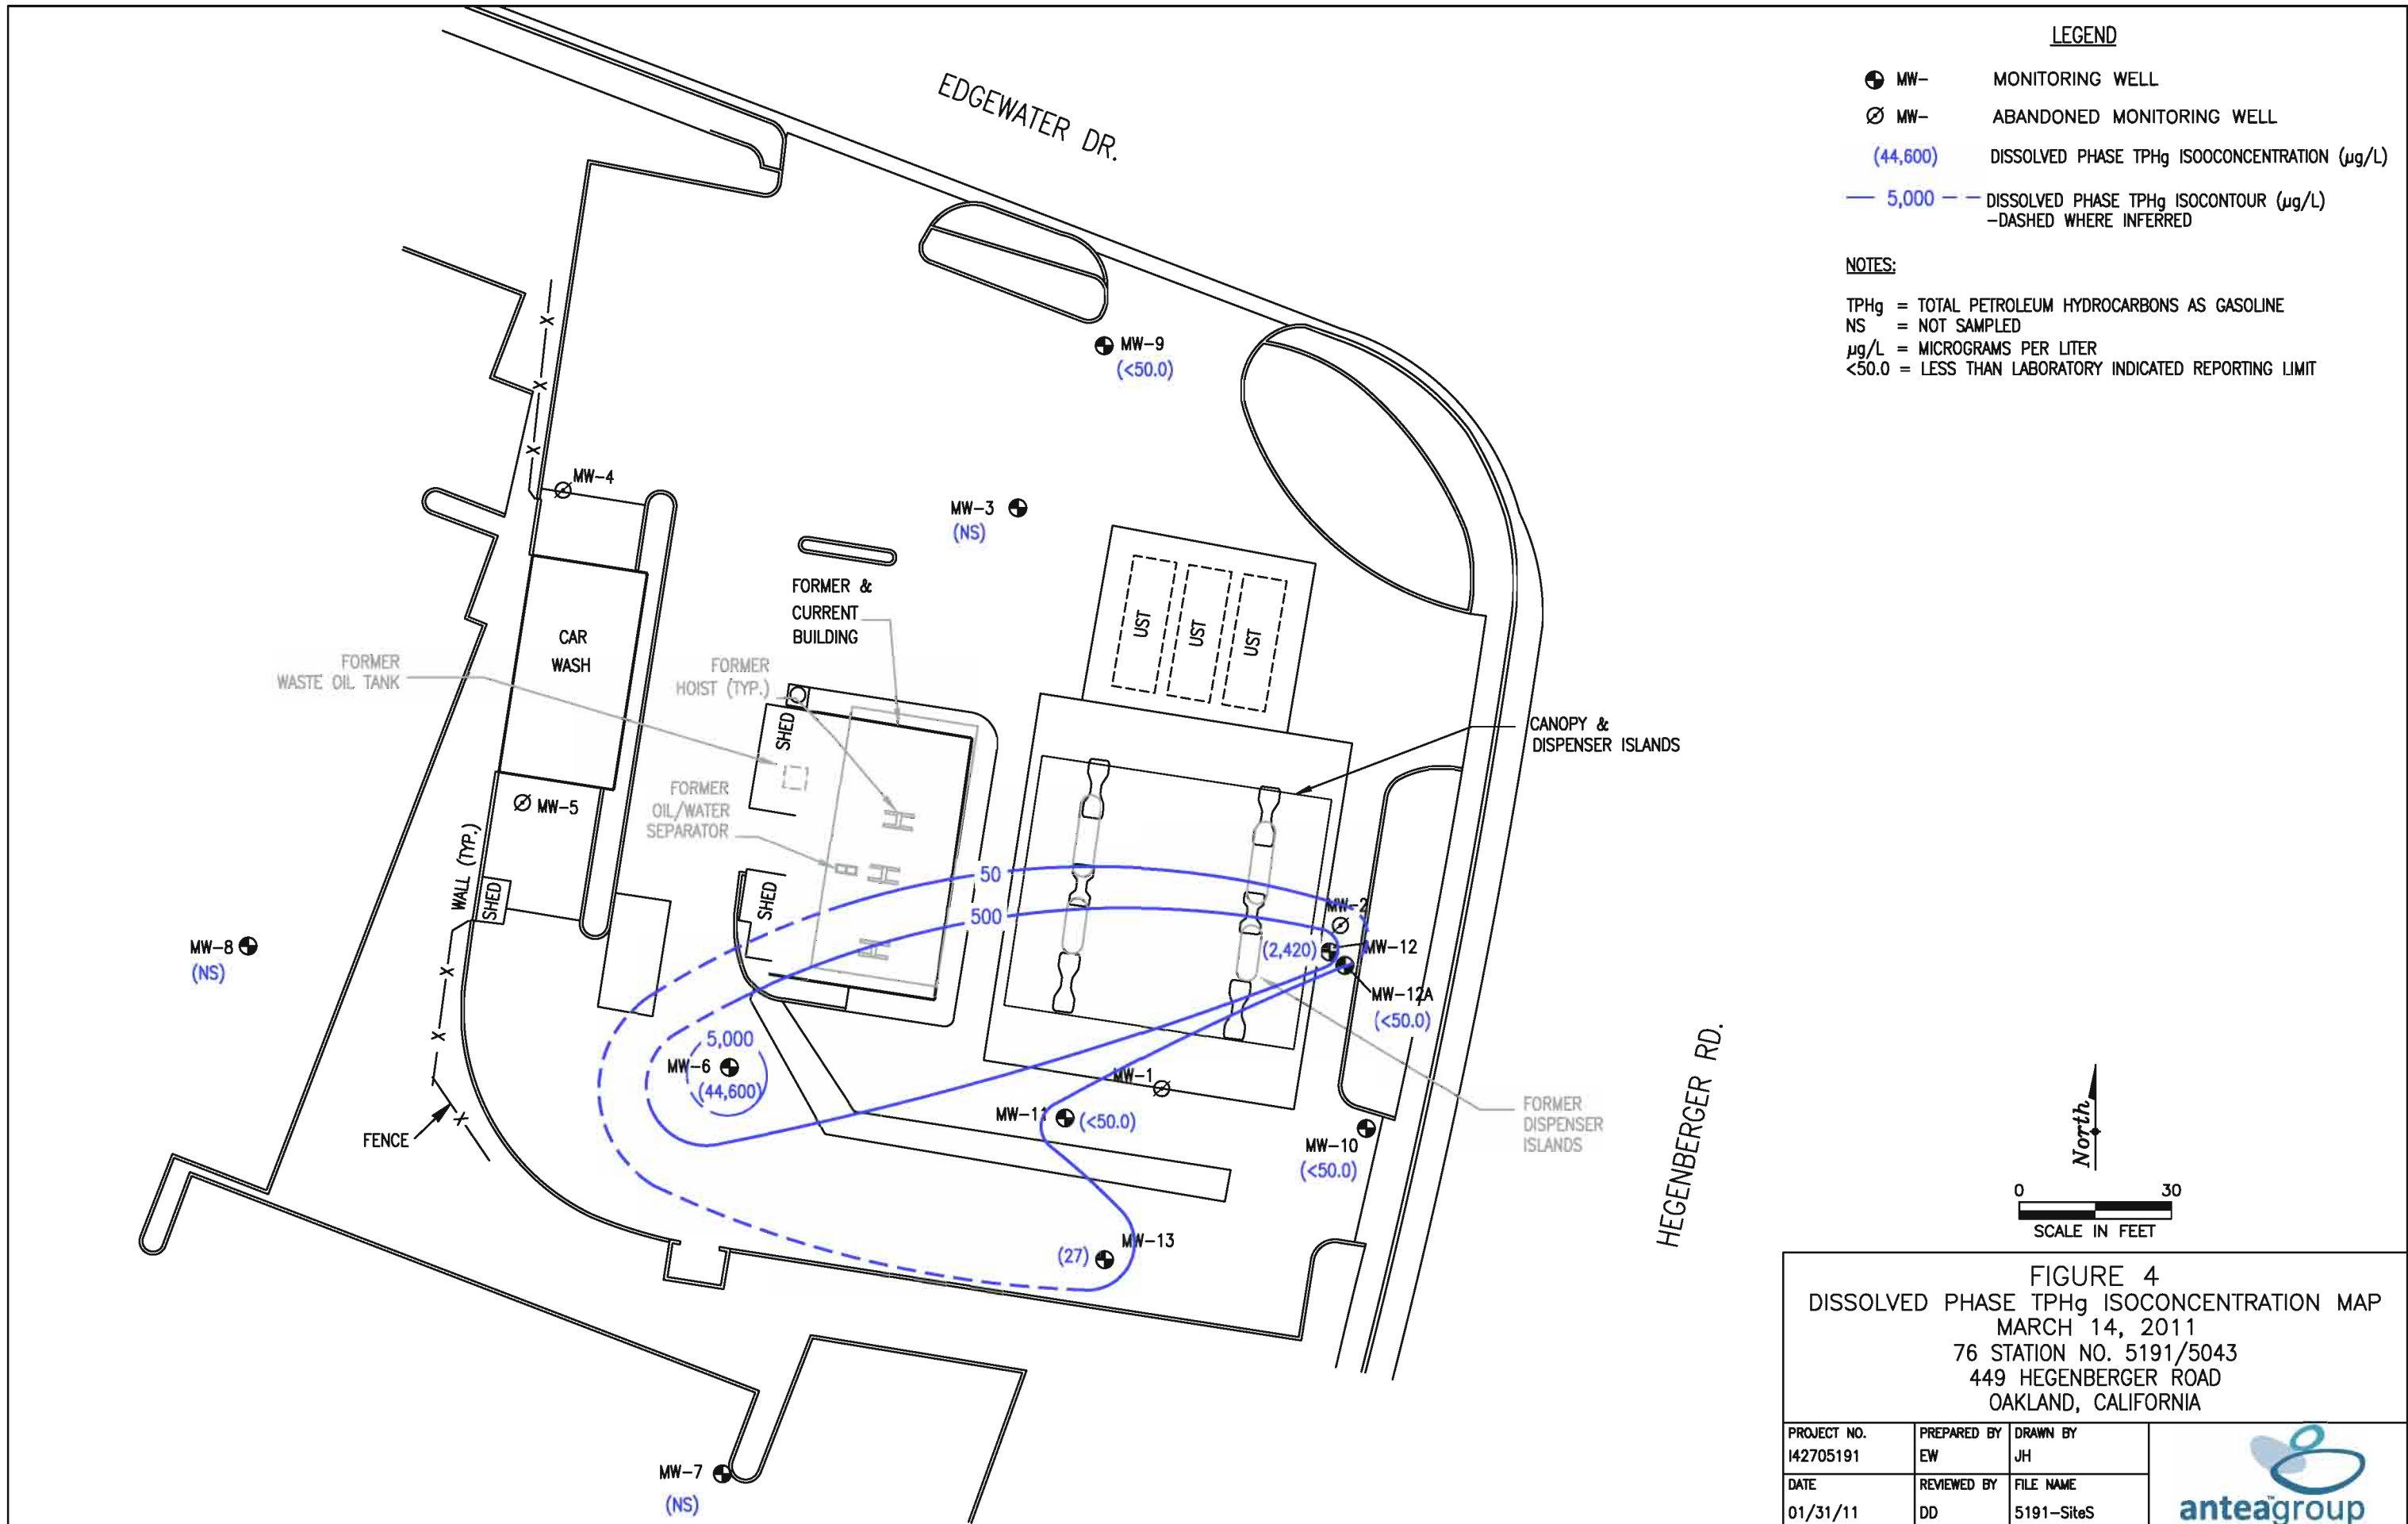 LEGEND
MW- MONITORING WELL
MW- ABANDONED MONITORING WELL
(44,600) DISSOLVED PHASE TPHg ISOOCONCENTRATION (µg/L)
5,000 DISSOLVED PHASE TPHg ISOCONTOUR (µg/L)
-DASHED WHERE INFERRED
NOTES:
TPHg = TOTAL PETROLEUM HYDROCARBONS AS GASOLINE
NS = NOT SAMPLED
µg/L = MICROGRAMS PER LITER
<50.0 = LESS THAN LABORATORY INDICATED REPORTING LIMIT
EDGEWATER DR.
MW-9
(<50.0)
X
X
X
MW-4
MW-3
(NS)
FORMER &
CURRENT
BUILDING
UST
UST
UST
CAR
WASH
FORMER
WASTE OIL TANK
FORMER
HOIST (TYP.)
SHED
CANOPY &
DISPENSER ISLANDS
FORMER
OIL/WATER
SEPARATOR
MW-5
WALL (TYP.)
SHED
SHED
50
500
MW-2
(2,420)
MW-12
MW-12A
(<50.0)
MW-8
(NS)
X
X
X
5,000
MW-6
(44,600)
MW-1
MW-11
(<50.0)
MW-10
(<50.0)
FORMER
DISPENSER
ISLANDS
FENCE
MW-13
(27)
HEGENBERGER RD.
MW-7
(NS)
North
0 30
SCALE IN FEET
FIGURE 4
DISSOLVED PHASE TPHg ISOCONCENTRATION MAP
MARCH 14, 2011
76 STATION NO. 5191/5043
449 HEGENBERGER ROAD
OAKLAND, CALIFORNIA
PROJECT NO. PREPARED BY DRAWN BY
I42705191 EW JH
DATE REVIEWED BY FILE NAME
01/31/11 DD 5191-SiteS
anteagroup™